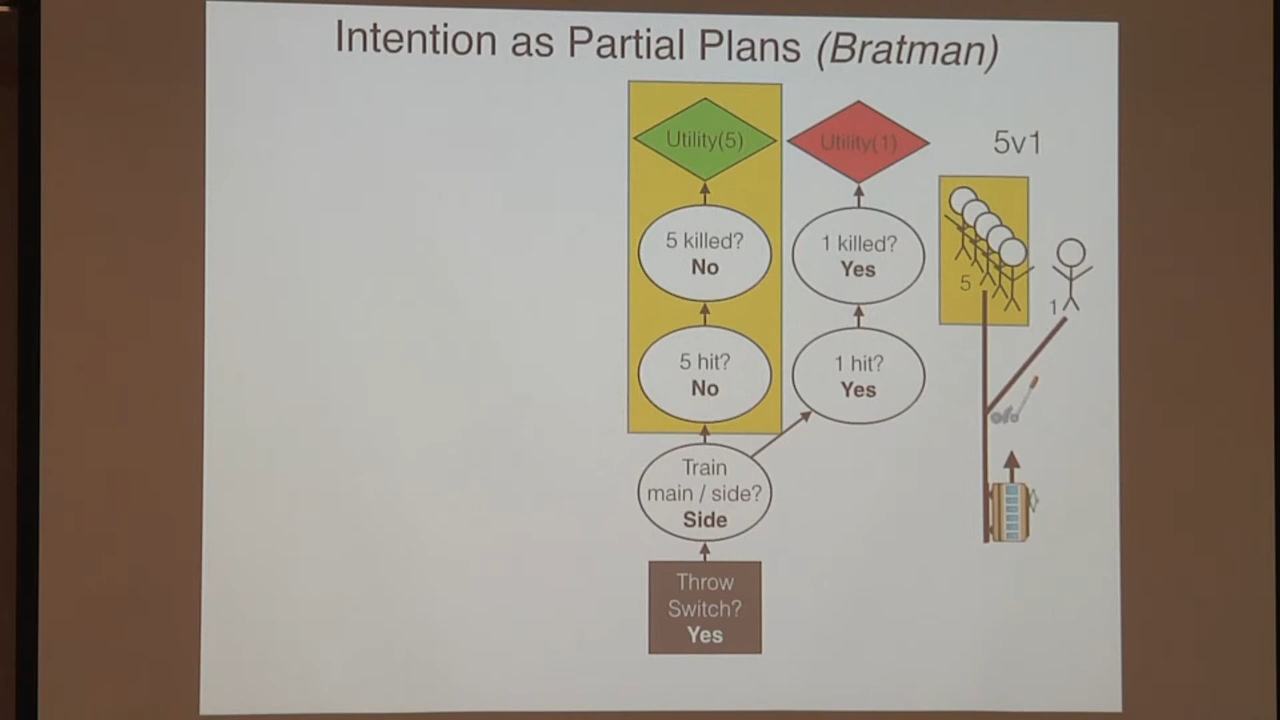 Intention as Partial Plans (Bratman)
Utility(5)
Utility(1)
5v1
5 killed?
No
1 killed?
Yes
5
1
5 hit?
No
1 hit?
Yes
Train
main / side?
Side
Throw
Switch?
Yes